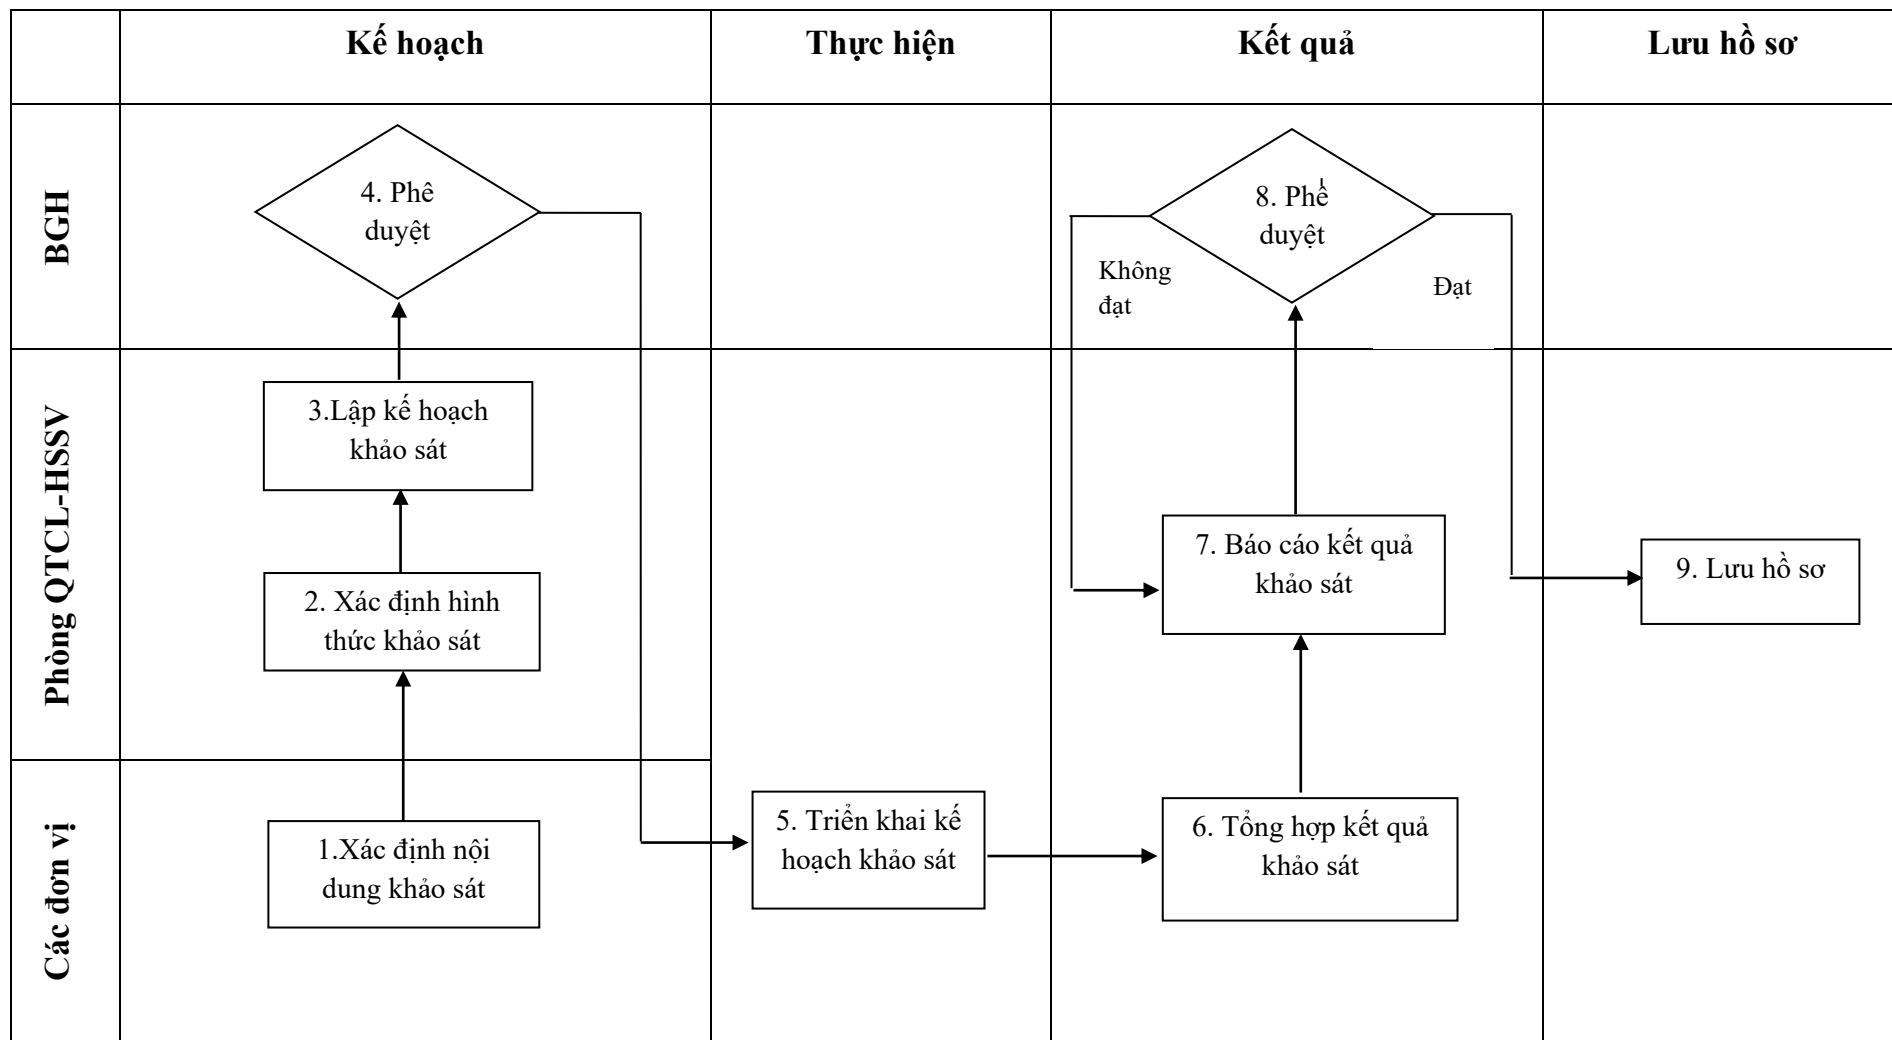 Kế hoạch
Thực hiện
Kết quả
Lưu hồ sơ
BGH
4. Phê
duyệt
8. Phể
duyệt
Không
đạt
Đạt
Phòng QTCL-HSSV
3.Lập kế hoạch
khảo sát
2. Xác định hình
thức khảo sát
7. Báo cáo kết quả
khảo sát
9. Lưu hồ sơ
Các đơn vị
1.Xác định nội
dung khảo sát
5. Triển khai kế
hoạch khảo sát
6. Tổng hợp kết quả
khảo sát